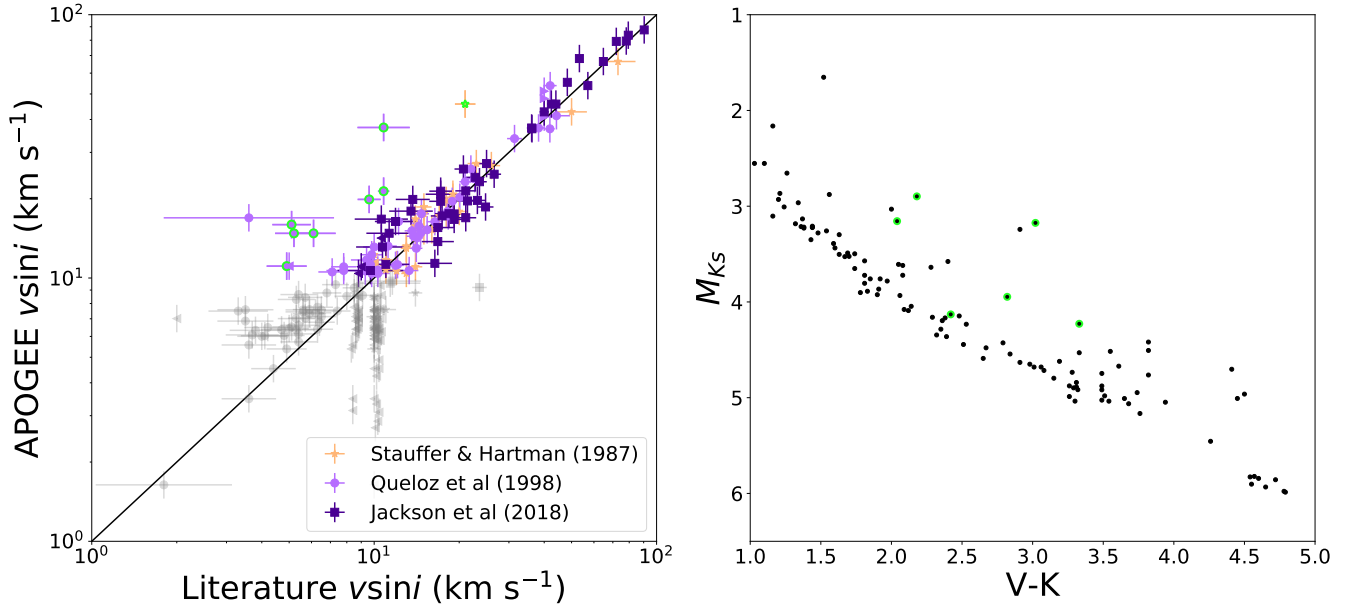 10²
10¹
10⁰
APOGEE vsini (km s⁻¹)
Stauffer & Hartman (1987)
Queloz et al (1998)
Jackson et al (2018)
10⁰ 10¹ 10²
Literature vsini (km s⁻¹)
1
2
3
4
5
6
M_Ks
1.0 1.5 2.0 2.5 3.0 3.5 4.0 4.5 5.0
V-K